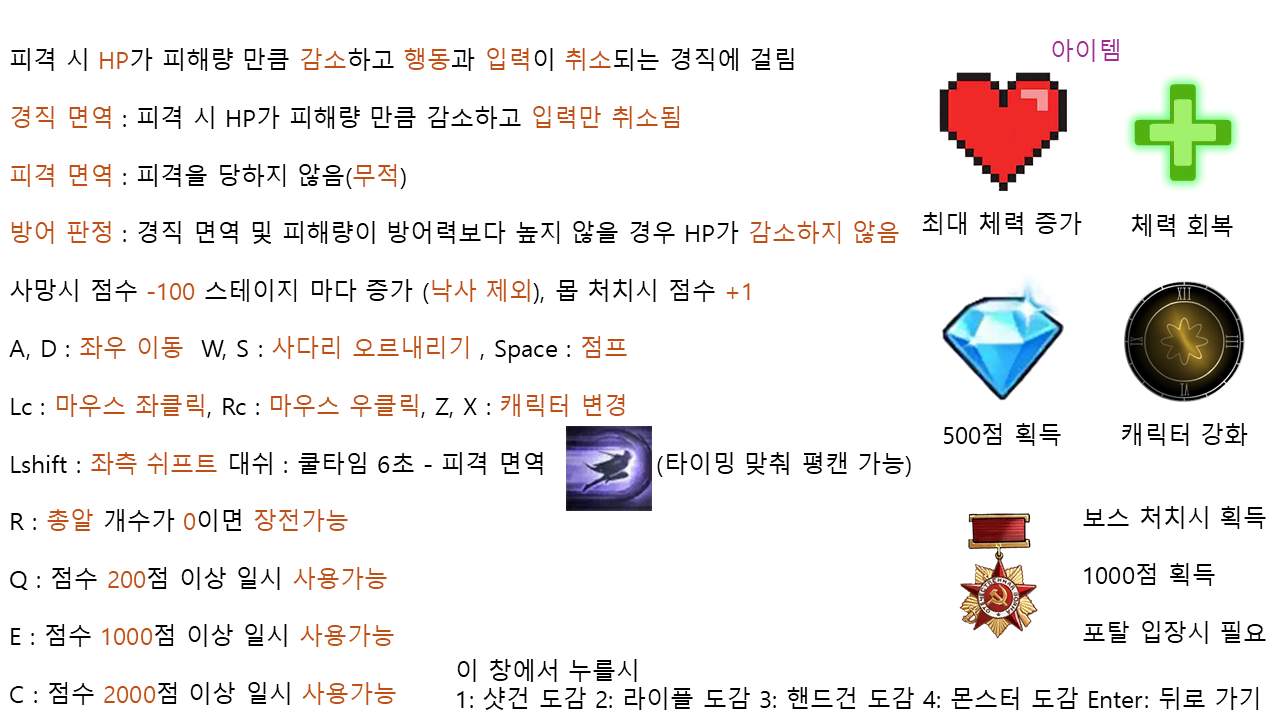 피격 시 HP가 피해량 만큼 감소하고 행동과 입력이 취소되는 경직에 걸림
경직 면역 : 피격 시 HP가 피해량 만큼 감소하고 입력만 취소됨
피격 면역 : 피격을 당하지 않음(무적)
방어 판정 : 경직 면역 및 피해량이 방어력보다 높지 않을 경우 HP가 감소하지 않음
사망시 점수 -100 스테이지 마다 증가 (낙사 제외), 몹 처치시 점수 +1
A, D : 좌우 이동  W, S : 사다리 오르내리기 , Space : 점프
Lc : 마우스 좌클릭, Rc : 마우스 우클릭, Z, X : 캐릭터 변경
Lshift : 좌측 쉬프트 대쉬 : 쿨타임 6초 - 피격 면역 (타이밍 맞춰 평캔 가능)
R : 총알 개수가 0이면 장전가능
Q : 점수 200점 이상 일시 사용가능
E : 점수 1000점 이상 일시 사용가능
C : 점수 2000점 이상 일시 사용가능
아이템
최대 체력 증가
체력 회복
XII
III
VI
IX
500점 획득
캐릭터 강화
ОТЕЧЕСТВЕННАЯ ВОЙНА
보스 처치시 획득
1000점 획득
포탈 입장시 필요
이 창에서 누를시
1: 샷건 도감 2: 라이플 도감 3: 핸드건 도감 4: 몬스터 도감 Enter: 뒤로 가기